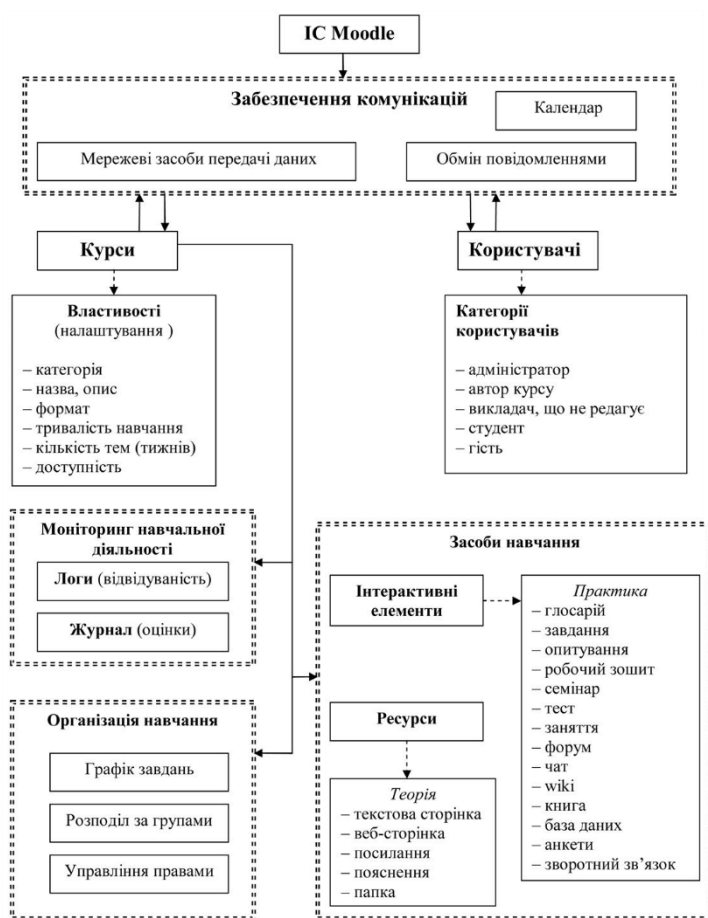 ІС Moodle
Забезпечення комунікацій
Календар
Мережеві засоби передачі даних
Обмін повідомленнями
Курси
Користувачі
Властивості
(налаштування )
– категорія
– назва, опис
– формат
– тривалість навчання
– кількість тем (тижнів)
– доступність
Категорії
користувачів
– адміністратор
– автор курсу
– викладач, що не редагує
– студент
– гість
Моніторинг навчальної
діяльності
Логи (відвідуваність)
Журнал (оцінки)
Організація навчання
Графік завдань
Розподіл за групами
Управління правами
Засоби навчання
Інтерактивні
елементи
Практика
– глосарій
– завдання
– опитування
– робочий зошит
– семінар
– тест
– заняття
– форум
– чат
– wiki
– книга
– база даних
– анкети
– зворотний зв’язок
Ресурси
Теорія
– текстова сторінка
– веб-сторінка
– посилання
– пояснення
– папка